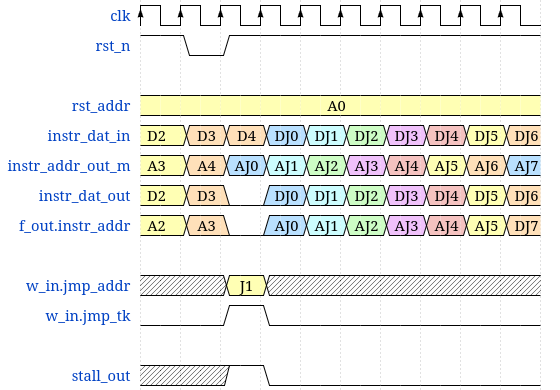 clk
rst_n
rst_addr A0
instr_dat_in D2 D3 D4 DJ0 DJ1 DJ2 DJ3 DJ4 DJ5 DJ6
instr_addr_out_m A3 A4 AJ0 AJ1 AJ2 AJ3 AJ4 AJ5 AJ6 AJ7
instr_dat_out D2 D3 DJ0 DJ1 DJ2 DJ3 DJ4 DJ5 DJ6
f_out.instr_addr A2 A3 AJ0 AJ1 AJ2 AJ3 AJ4 AJ5 DJ7
w_in.jmp_addr J1
w_in.jmp_tk
stall_out